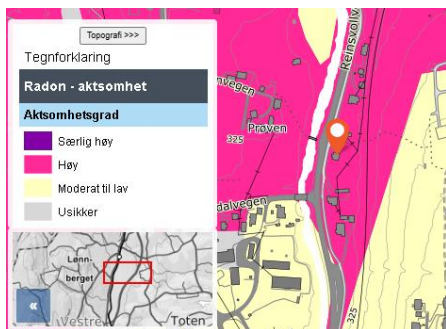 Topografi >>>
Tegnforklaring
Radon - aktsomhet
Aktsomhetsgrad
Særlig høy
Høy
Moderat til lav
Usikker
Lønn-
berget
Vestre
Toten
«
Reinsvollv
nvegen
Prøven
325
dalvegen
325